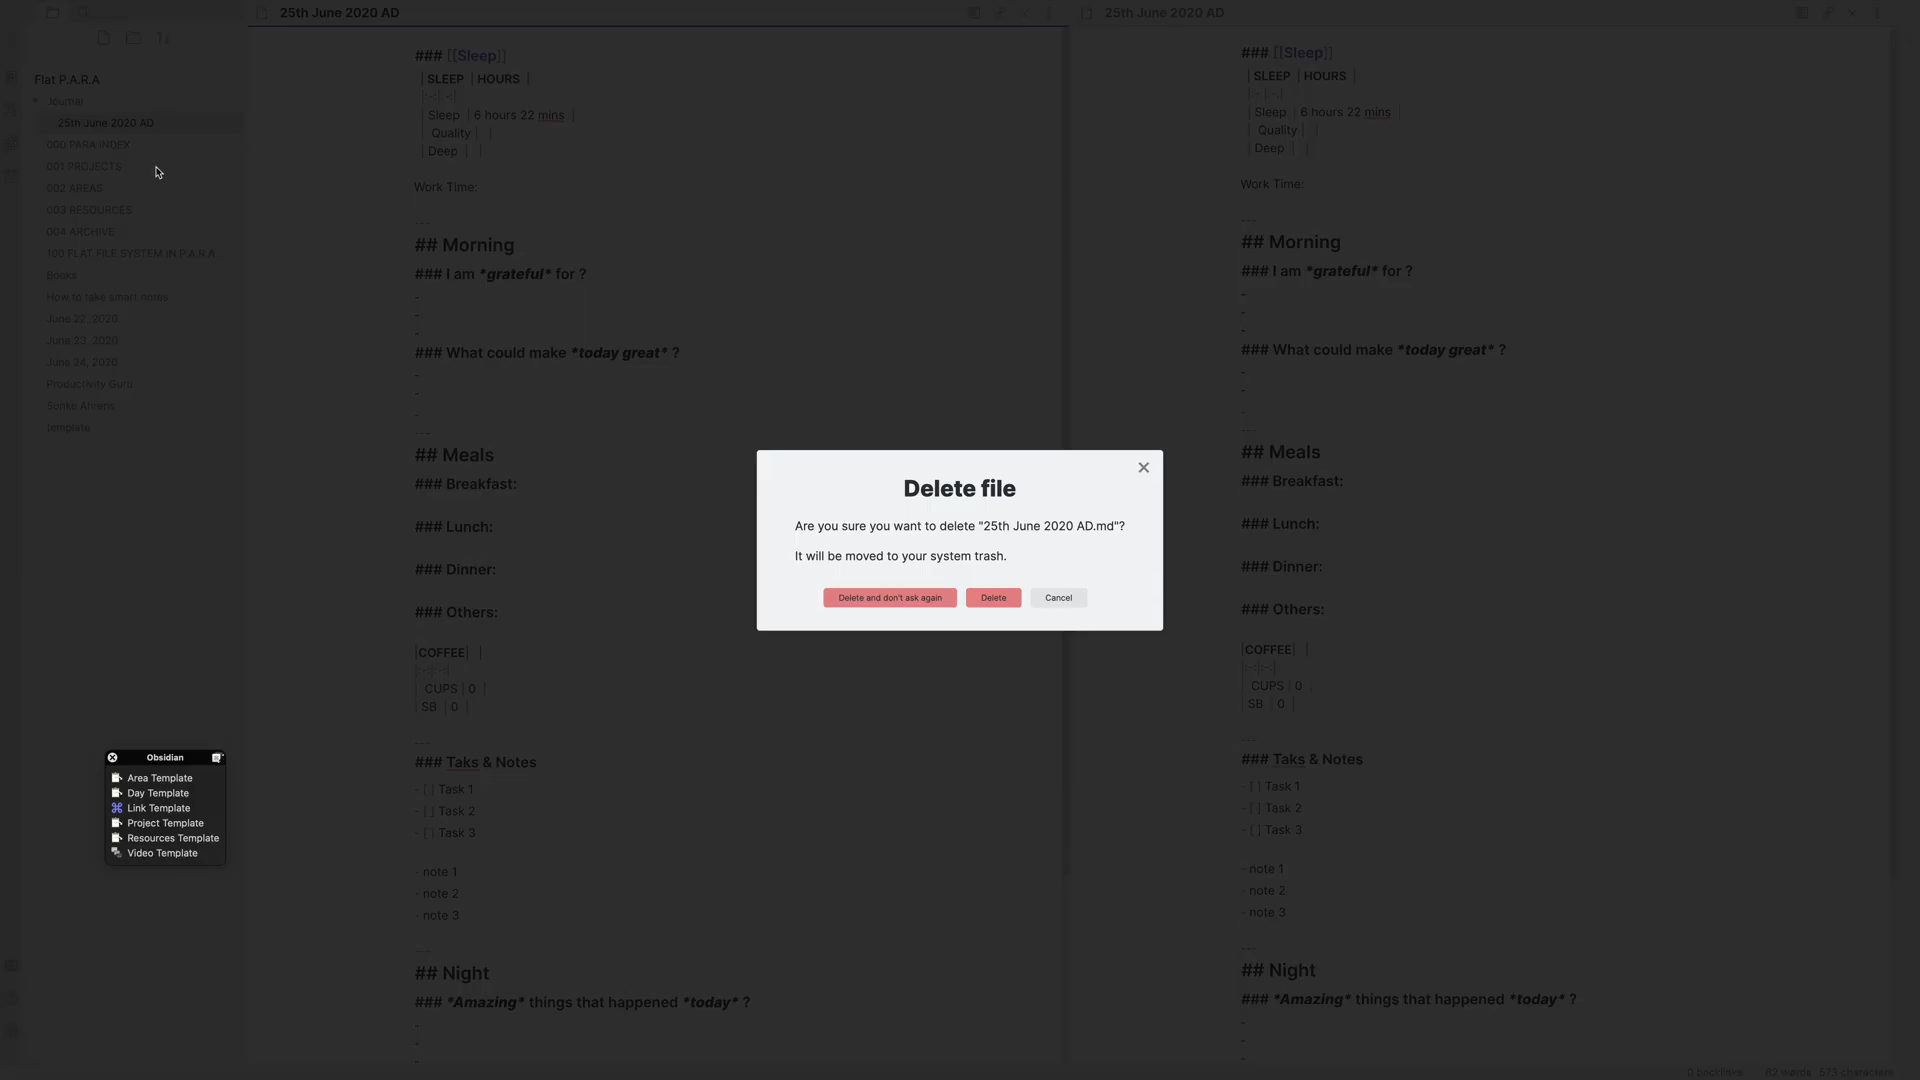 25th June 2020 AD
25th June 2020 AD
Flat P.A.R.A
Journal
25th June 2020 AD
000 PARA INDEX
001 PROJECTS
002 AREAS
003 RESOURCES
004 ARCHIVE
100 FLAT FILE SYSTEM IN P.A.R.A
Books
How to take smart notes
June 22, 2020
June 23, 2020
June 24, 2020
Productivity Guru
Sonke Ahrens
template
### [[Sleep]]
| SLEEP | HOURS |
|:-:|:-:|
| Sleep | 6 hours 22 mins |
| Quality | |
| Deep | |
Work Time:
---
## Morning
### I am *grateful* for ?
-
-
-
### What could make *today great* ?
-
-
-
---
## Meals
### Breakfast:
### Lunch:
### Dinner:
### Others:
|COFFEE| |
|:-:|:-:|
| CUPS | 0 |
| SB | 0 |
---
### Taks & Notes
- [ ] Task 1
- [ ] Task 2
- [ ] Task 3
- note 1
- note 2
- note 3
---
## Night
### *Amazing* things that happened *today* ?
-
-
-
### [[Sleep]]
| SLEEP | HOURS |
|:-:|:-:|
| Sleep | 6 hours 22 mins |
| Quality | |
| Deep | |
Work Time:
---
## Morning
### I am *grateful* for ?
-
-
-
### What could make *today great* ?
-
-
-
---
## Meals
### Breakfast:
### Lunch:
### Dinner:
### Others:
|COFFEE| |
|:-:|:-:|
| CUPS | 0 |
| SB | 0 |
---
### Taks & Notes
- [ ] Task 1
- [ ] Task 2
- [ ] Task 3
- note 1
- note 2
- note 3
---
## Night
### *Amazing* things that happened *today* ?
-
-
-
Delete file
Are you sure you want to delete "25th June 2020 AD.md"?
It will be moved to your system trash.
Delete and don't ask again
Delete
Cancel
Obsidian
Area Template
Day Template
Link Template
Project Template
Resources Template
Video Template
0 backlinks
82 words
573 characters